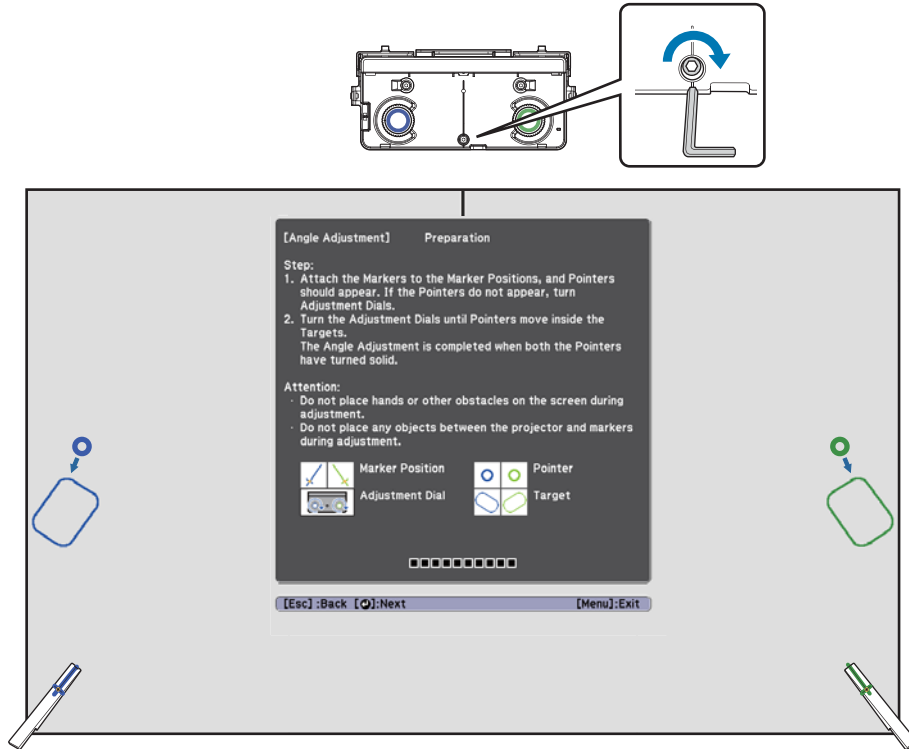 [Angle Adjustment] Preparation
Step:
1. Attach the Markers to the Marker Positions, and Pointers
should appear. If the Pointers do not appear, turn
Adjustment Dials.
2. Turn the Adjustment Dials until Pointers move inside the
Targets.
The Angle Adjustment is completed when both the Pointers
have turned solid.
Attention:
· Do not place hands or other obstacles on the screen during
adjustment.
· Do not place any objects between the projector and markers
during adjustment.
Marker Position
Pointer
Adjustment Dial
Target
[Esc] :Back [⏎]:Next [Menu]:Exit